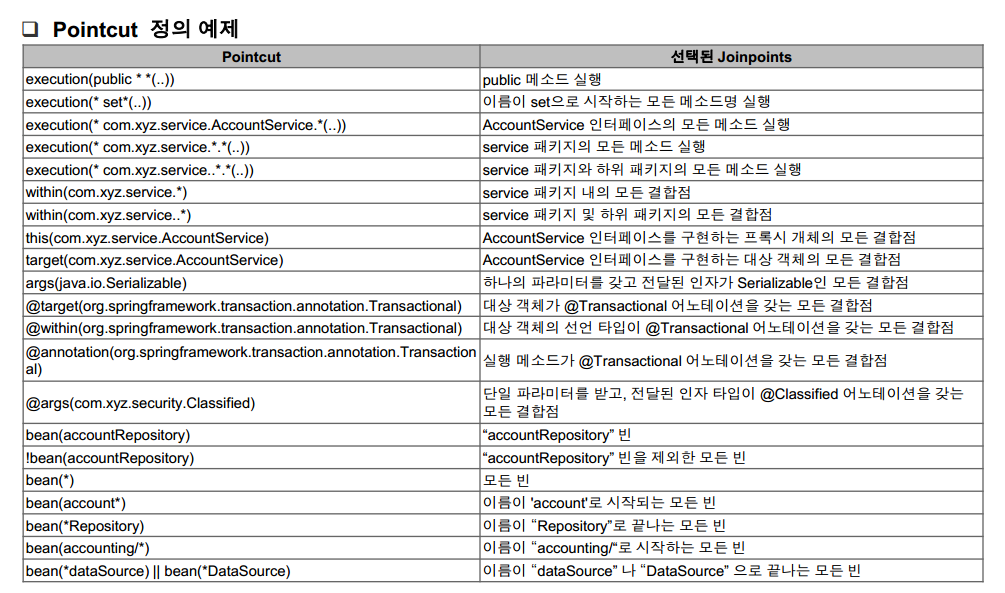 ❑ Pointcut 정의 예제
Pointcut 선택된 Joinpoints
execution(public * *(..)) public 메소드 실행
execution(* set*(..)) 이름이 set으로 시작하는 모든 메소드명 실행
execution(* com.xyz.service.AccountService.*(..)) AccountService 인터페이스의 모든 메소드 실행
execution(* com.xyz.service.*.*(..)) service 패키지의 모든 메소드 실행
execution(* com.xyz.service..*.*(..)) service 패키지와 하위 패키지의 모든 메소드 실행
within(com.xyz.service.*) service 패키지 내의 모든 결합점
within(com.xyz.service..*) service 패키지 및 하위 패키지의 모든 결합점
this(com.xyz.service.AccountService) AccountService 인터페이스를 구현하는 프록시 개체의 모든 결합점
target(com.xyz.service.AccountService) AccountService 인터페이스를 구현하는 대상 객체의 모든 결합점
args(java.io.Serializable) 하나의 파라미터를 갖고 전달된 인자가 Serializable인 모든 결합점
@target(org.springframework.transaction.annotation.Transactional) 대상 객체가 @Transactional 어노테이션을 갖는 모든 결합점
@within(org.springframework.transaction.annotation.Transactional) 대상 객체의 선언 타입이 @Transactional 어노테이션을 갖는 모든 결합점
@annotation(org.springframework.transaction.annotation.Transaction
al)
실행 메소드가 @Transactional 어노테이션을 갖는 모든 결합점
@args(com.xyz.security.Classified)
단일 파라미터를 받고, 전달된 인자 타입이 @Classified 어노테이션을 갖는
모든 결합점
bean(accountRepository) “accountRepository” 빈
!bean(accountRepository) “accountRepository” 빈을 제외한 모든 빈
bean(*) 모든 빈
bean(account*) 이름이 'account'로 시작되는 모든 빈
bean(*Repository) 이름이 “Repository”로 끝나는 모든 빈
bean(accounting/*) 이름이 “accounting/“로 시작하는 모든 빈
bean(*dataSource) || bean(*DataSource) 이름이 “dataSource” 나 “DataSource” 으로 끝나는 모든 빈